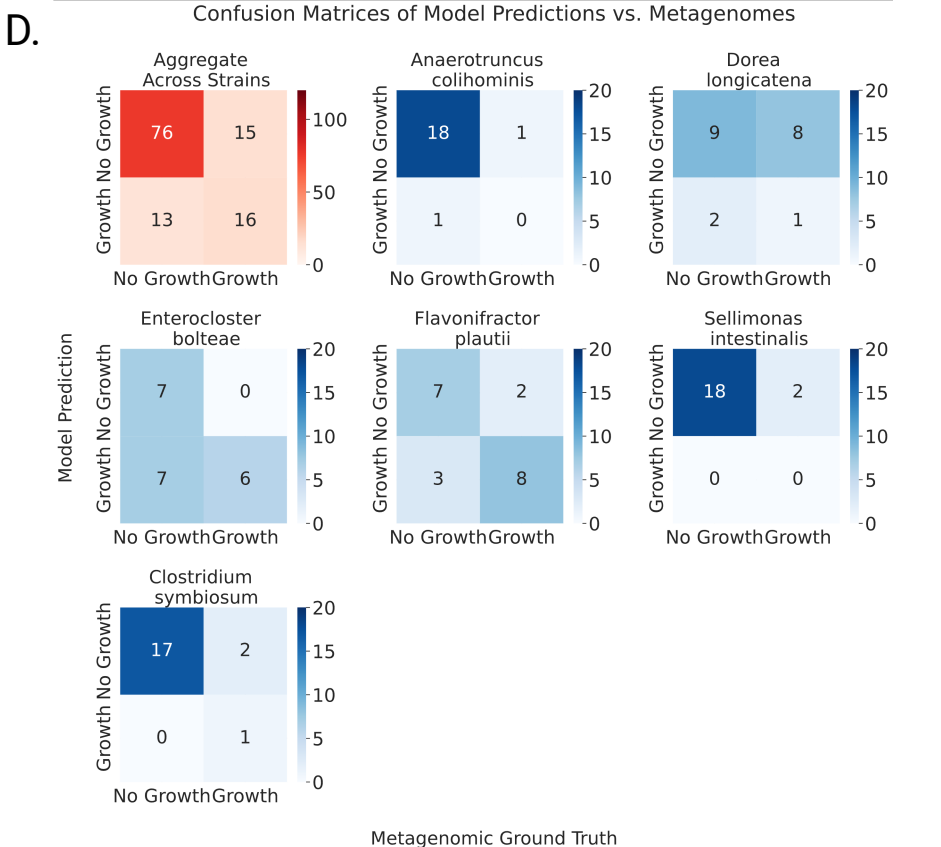 D.
Confusion Matrices of Model Predictions vs. Metagenomes
Aggregate
Across Strains
No Growth
Growth
76
15
13
16
No Growth
Growth
100
50
0
Anaerotruncus
colihominis
No Growth
Growth
18
1
1
0
No Growth
Growth
20
15
10
5
0
Dorea
longicatena
No Growth
Growth
9
8
2
1
No Growth
Growth
20
15
10
5
0
Model Prediction
Enterocloster
bolteae
No Growth
Growth
7
0
7
6
No Growth
Growth
20
15
10
5
0
Flavonifractor
plautii
No Growth
Growth
7
2
3
8
No Growth
Growth
20
15
10
5
0
Sellimonas
intestinalis
No Growth
Growth
18
2
0
0
No Growth
Growth
20
15
10
5
0
Clostridium
symbiosum
No Growth
Growth
17
2
0
1
No Growth
Growth
20
15
10
5
0
Metagenomic Ground Truth